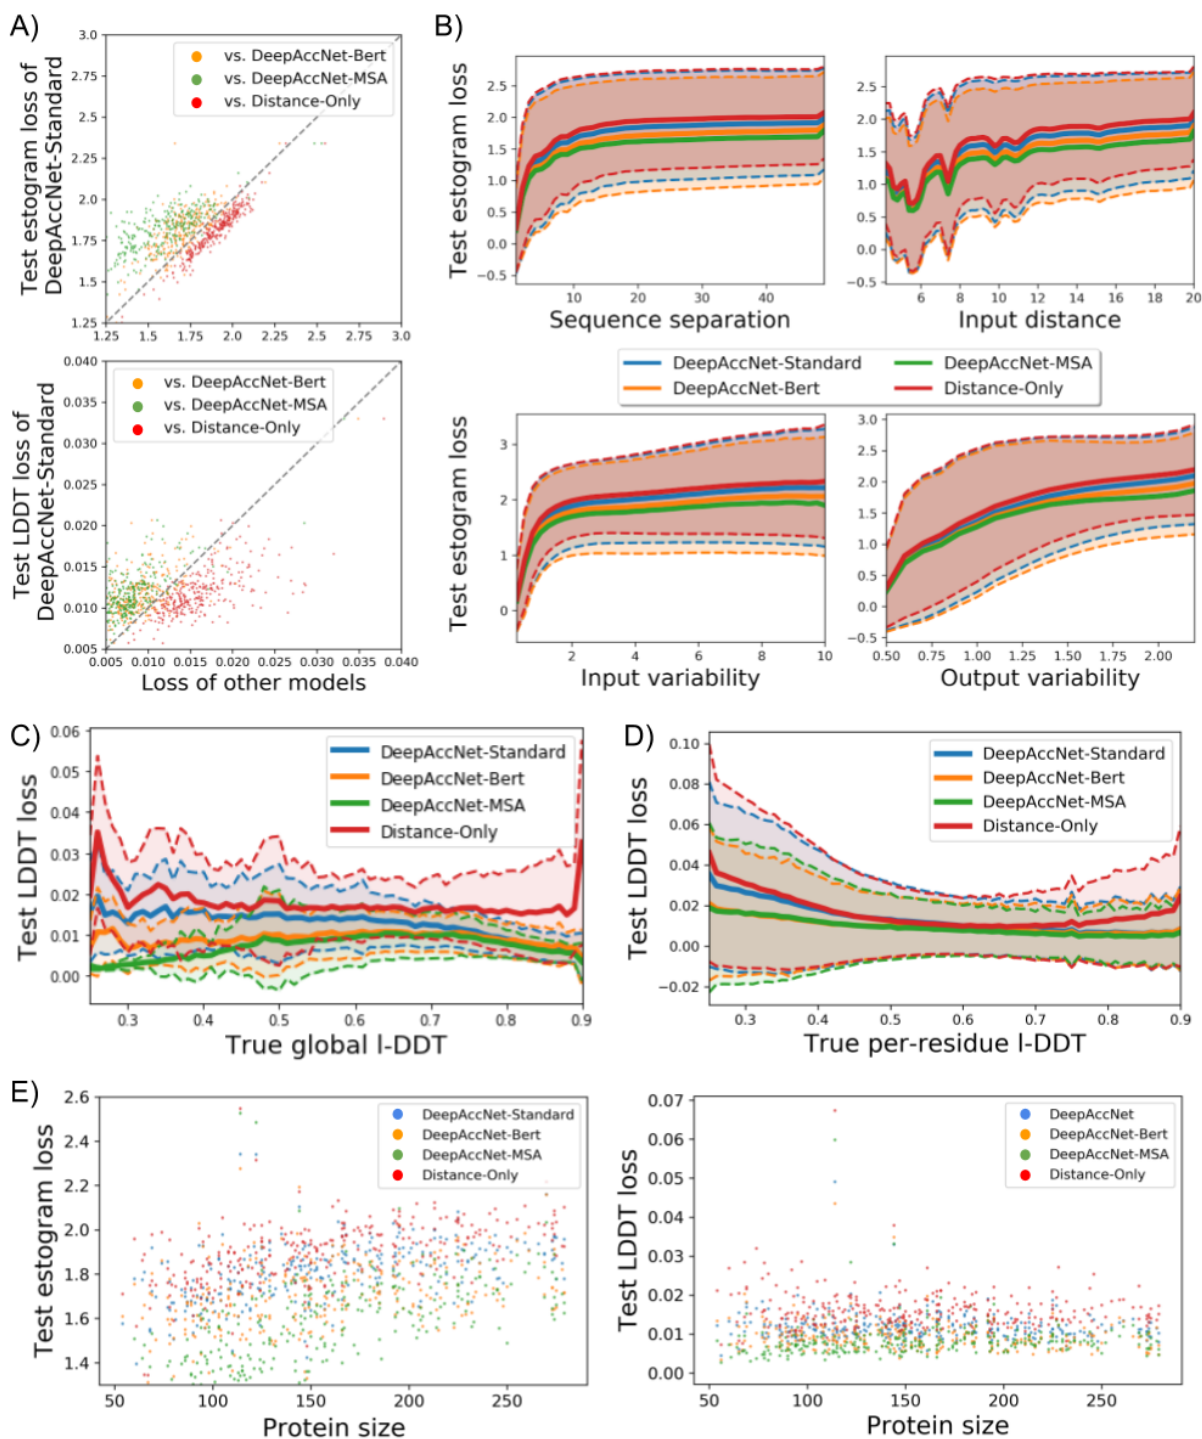 A)
Test estogram loss of
DeepAccNet-Standard
3.0
2.75
2.5
2.25
2.0
1.75
1.5
1.25
vs. DeepAccNet-Bert
vs. DeepAccNet-MSA
vs. Distance-Only
1.25 1.5 1.75 2.0 2.25 2.5 2.75 3.0
Test LDDT loss of
DeepAccNet-Standard
0.040
0.035
0.030
0.025
0.020
0.015
0.010
0.005
vs. DeepAccNet-Bert
vs. DeepAccNet-MSA
vs. Distance-Only
0.005 0.010 0.015 0.020 0.025 0.030 0.035 0.040
Loss of other models
B)
Test estogram loss
2.5
2.0
1.5
1.0
0.5
0.0
−0.5
10 20 30 40
Sequence separation
2.5
2.0
1.5
1.0
0.5
0.0
−0.5
6 8 10 12 14 16 18 20
Input distance
DeepAccNet-Standard
DeepAccNet-Bert
DeepAccNet-MSA
Distance-Only
Test estogram loss
3
2
1
0
2 4 6 8 10
Input variability
3.0
2.5
2.0
1.5
1.0
0.5
0.0
−0.5
0.50 0.75 1.00 1.25 1.50 1.75 2.00
Output variability
C)
Test LDDT loss
0.06
0.05
0.04
0.03
0.02
0.01
0.00
DeepAccNet-Standard
DeepAccNet-Bert
DeepAccNet-MSA
Distance-Only
0.3 0.4 0.5 0.6 0.7 0.8 0.9
True global l-DDT
D)
Test LDDT loss
0.10
0.08
0.06
0.04
0.02
0.00
−0.02
DeepAccNet-Standard
DeepAccNet-Bert
DeepAccNet-MSA
Distance-Only
0.3 0.4 0.5 0.6 0.7 0.8 0.9
True per-residue l-DDT
E)
Test estogram loss
2.6
2.4
2.2
2.0
1.8
1.6
1.4
DeepAccNet-Standard
DeepAccNet-Bert
DeepAccNet-MSA
Distance-Only
50 100 150 200 250
Protein size
Test LDDT loss
0.07
0.06
0.05
0.04
0.03
0.02
0.01
0.00
DeepAccNet
DeepAccNet-Bert
DeepAccNet-MSA
Distance-Only
50 100 150 200 250
Protein size